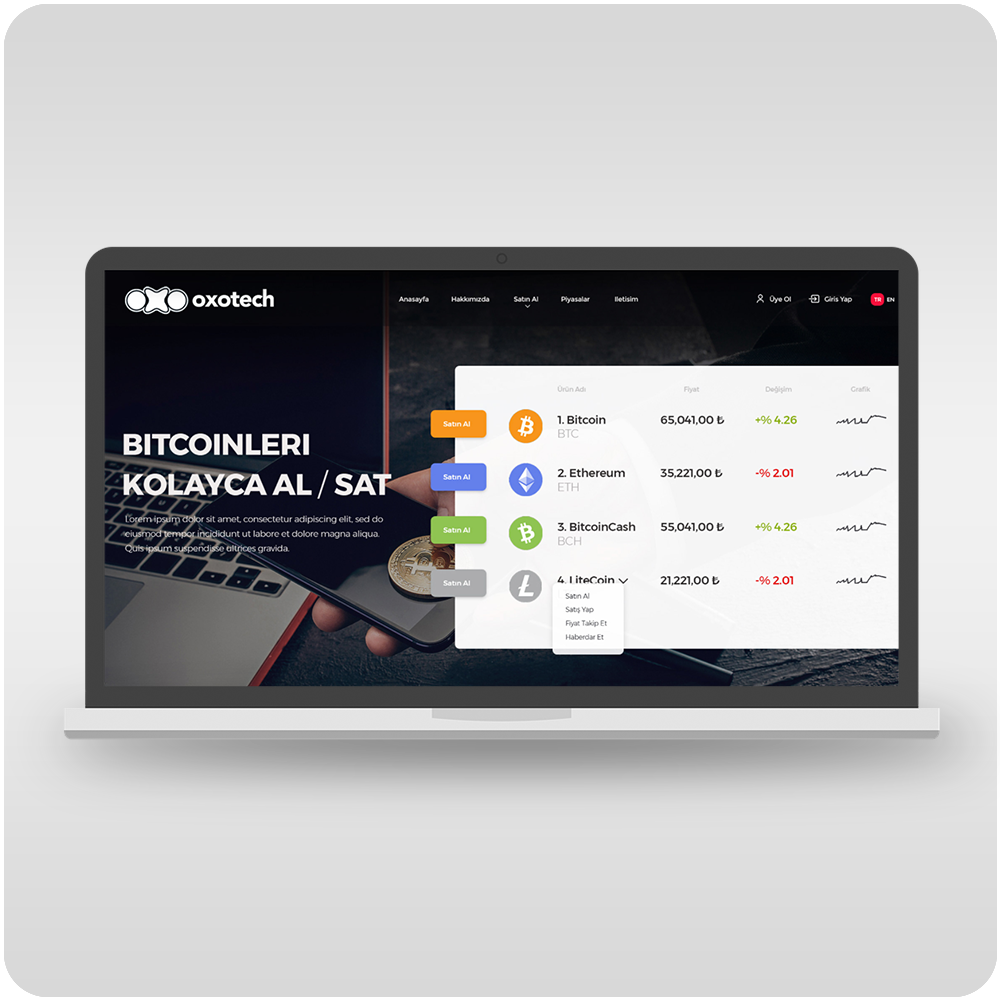 oxotech
Anasayfa
Hakkımızda
Satın Al
Piyasalar
Iletisim
Üye Ol
Giris Yap
TR
EN
BITCOINLERI
KOLAYCA AL / SAT
Lorem ipsum dolor sit amet, consectetur adipiscing elit, sed do
eiusmod tempor incididunt ut labore et dolore magna aliqua.
Quis ipsum suspendisse ultrices gravida.
Ürün Adı Fiyat Değişim Grafik
Satın Al 1. Bitcoin 65,041,00 ₺ +% 4.26
BTC
Satın Al 2. Ethereum 35,221,00 ₺ -% 2.01
ETH
Satın Al 3. BitcoinCash 55,041,00 ₺ +% 4.26
BCH
Satın Al 4. LiteCoin 21,221,00 ₺ -% 2.01
Satın Al
Satış Yap
Fiyat Takip Et
Haberdar Et